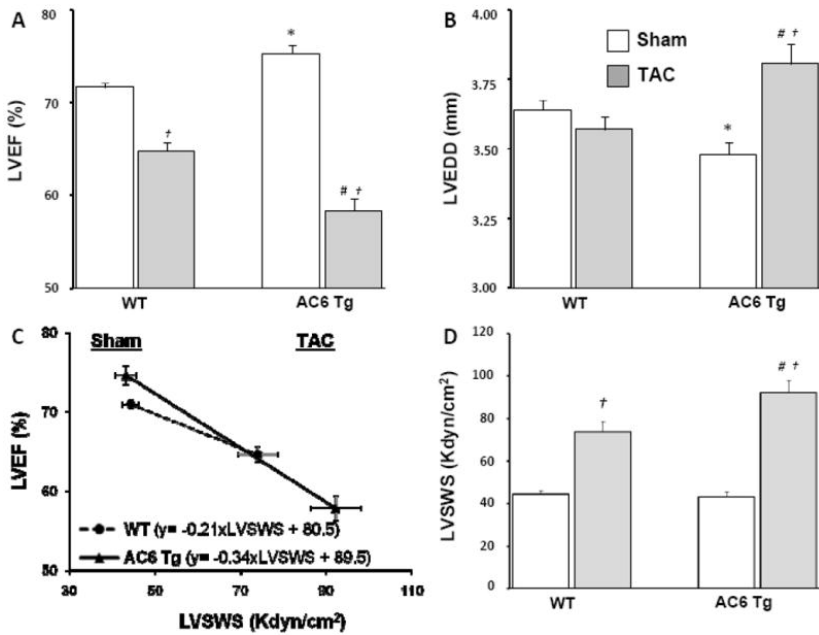 A
LVEF (%)
80
70
60
50
*
†
# †
WT
AC6 Tg
B
LVEDD (mm)
4.00
3.75
3.50
3.25
3.00
Sham
TAC
*
# †
WT
AC6 Tg
C
LVEF (%)
80
70
60
50
Sham
TAC
WT (y= -0.21xLVSWS + 80.5)
AC6 Tg (y= -0.34xLVSWS + 89.5)
30
50
70
90
110
LVSWS (Kdyn/cm²)
D
LVSWS (Kdyn/cm²)
120
100
80
60
40
20
0
†
# †
WT
AC6 Tg